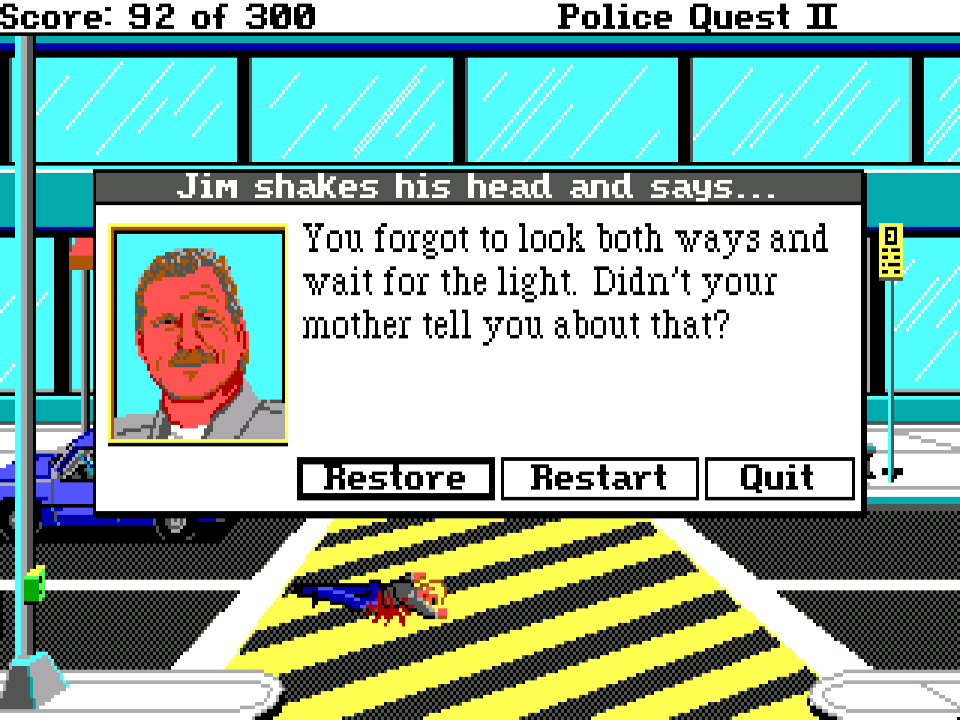 Score: 92 of 300 Police Quest II
Jim shakes his head and says...
You forgot to look both ways and
wait for the light. Didn't your
mother tell you about that?
Restore Restart Quit